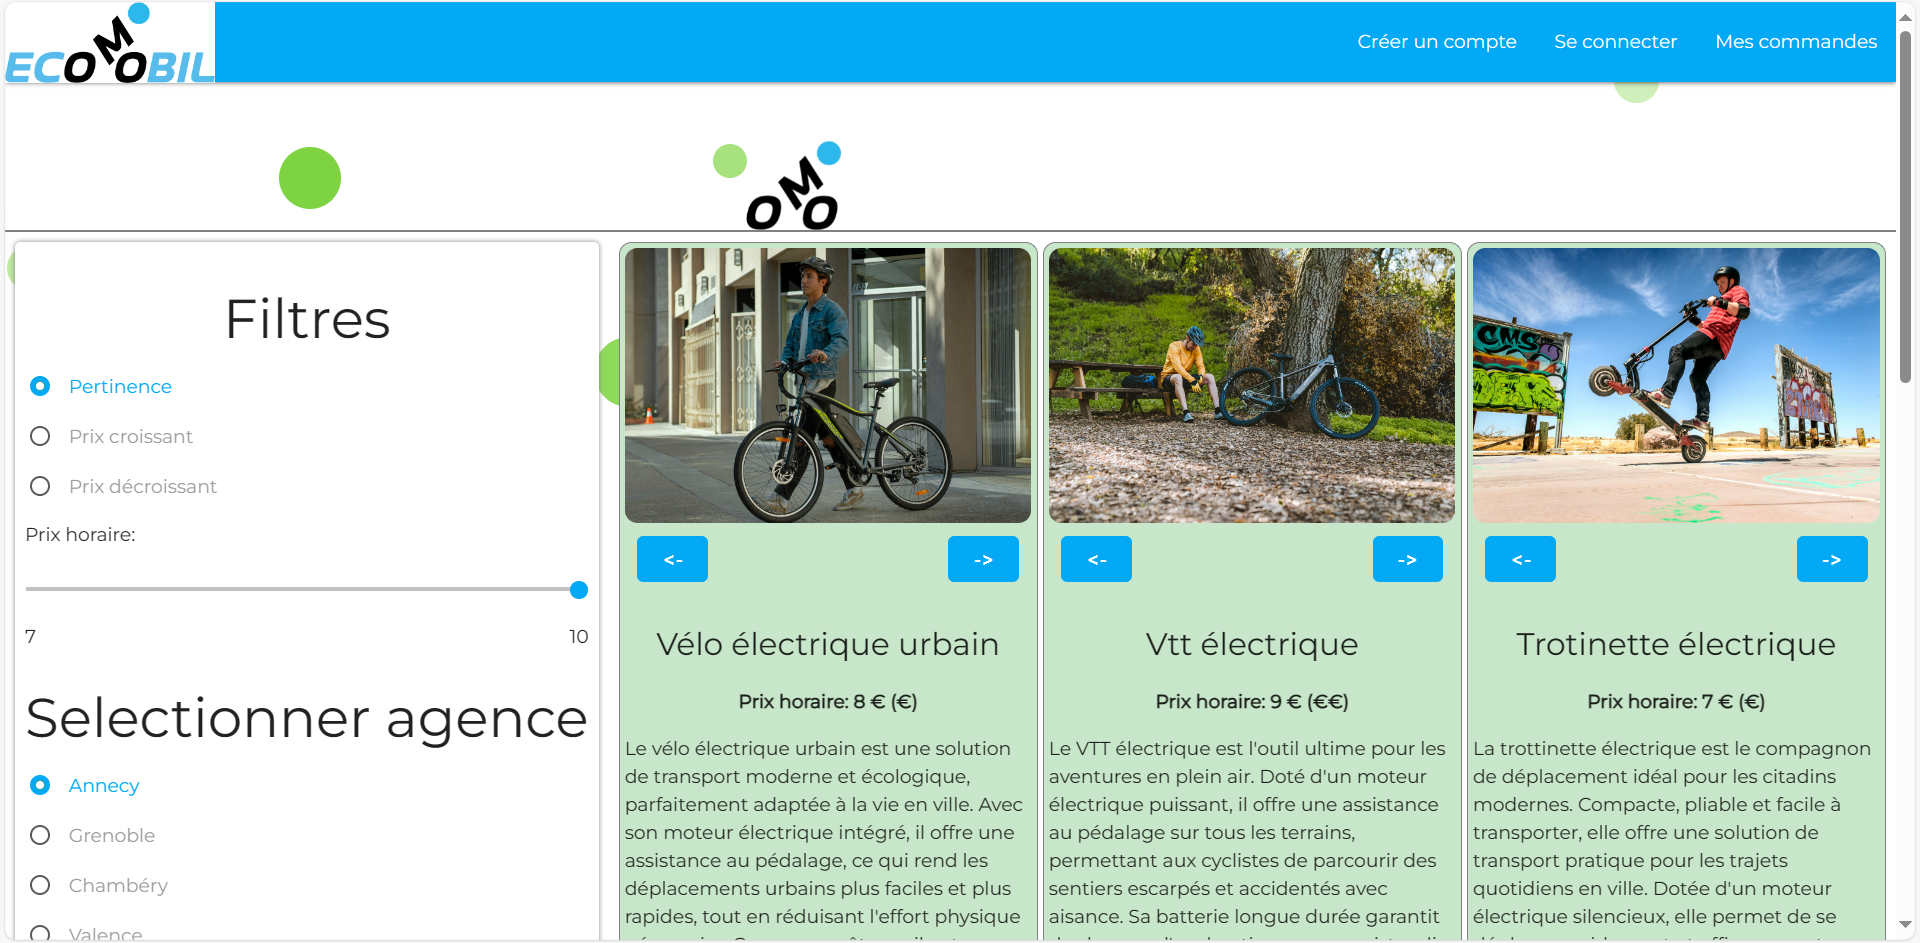 ECOMOBIL
Créer un compte
Se connecter
Mes commandes
OMO
Filtres
Pertinence
Prix croissant
Prix décroissant
Prix horaire:
7
10
Selectionner agence
Annecy
Grenoble
Chambéry
Valence
CMS
<-
->
<-
->
<-
->
Vélo électrique urbain
Prix horaire: 8 € (€)
Le vélo électrique urbain est une solution
de transport moderne et écologique,
parfaitement adaptée à la vie en ville. Avec
son moteur électrique intégré, il offre une
assistance au pédalage, ce qui rend les
déplacements urbains plus faciles et plus
rapides, tout en réduisant l'effort physique
Vtt électrique
Prix horaire: 9 € (€€)
Le VTT électrique est l'outil ultime pour les
aventures en plein air. Doté d'un moteur
électrique puissant, il offre une assistance
au pédalage sur tous les terrains,
permettant aux cyclistes de parcourir des
sentiers escarpés et accidentés avec
aisance. Sa batterie longue durée garantit
Trotinette électrique
Prix horaire: 7 € (€)
La trottinette électrique est le compagnon
de déplacement idéal pour les citadins
modernes. Compacte, pliable et facile à
transporter, elle offre une solution de
transport pratique pour les trajets
quotidiens en ville. Dotée d'un moteur
électrique silencieux, elle permet de se